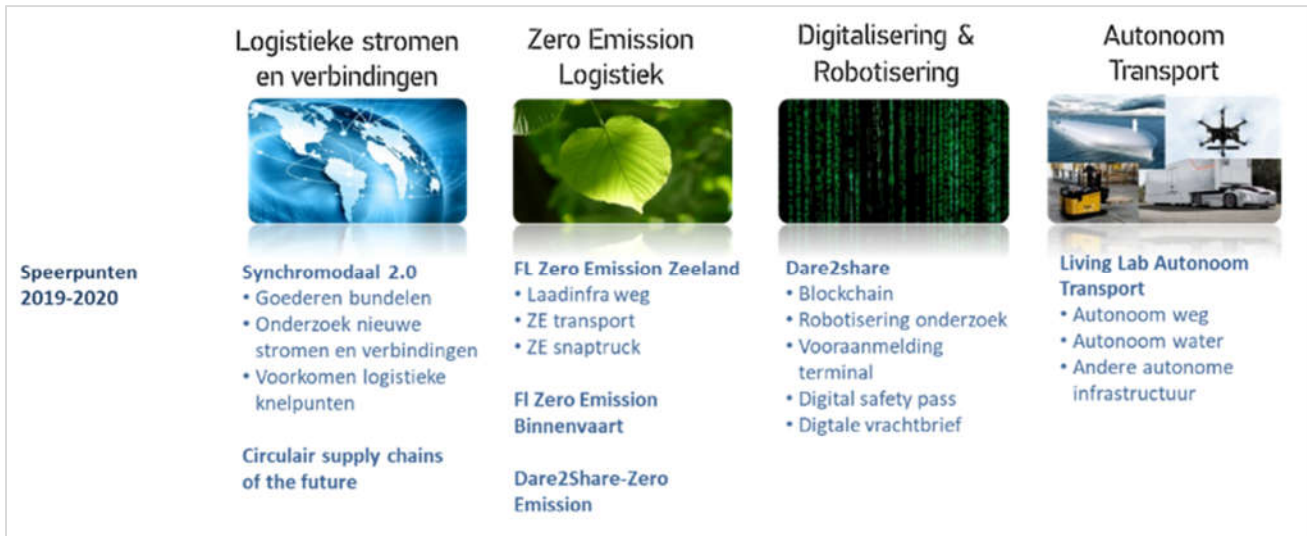 Logistieke stromen
en verbindingen
Zero Emission
Logistiek
Digitalisering &
Robotisering
Autonoom
Transport
Speerpunten
2019-2020
Synchromodaal 2.0
• Goederen bundelen
• Onderzoek nieuwe
stromen en verbindingen
• Voorkomen logistieke
knelpunten
Circulair supply chains
of the future
FL Zero Emission Zeeland
• Laadinfra weg
• ZE transport
• ZE snaptruck
Fl Zero Emission
Binnenvaart
Dare2Share-Zero
Emission
Dare2share
• Blockchain
• Robotisering onderzoek
• Vooraanmelding
terminal
• Digital safety pass
• Digtale vrachtbrief
Living Lab Autonoom
Transport
• Autonoom weg
• Autonoom water
• Andere autonome
infrastructuur